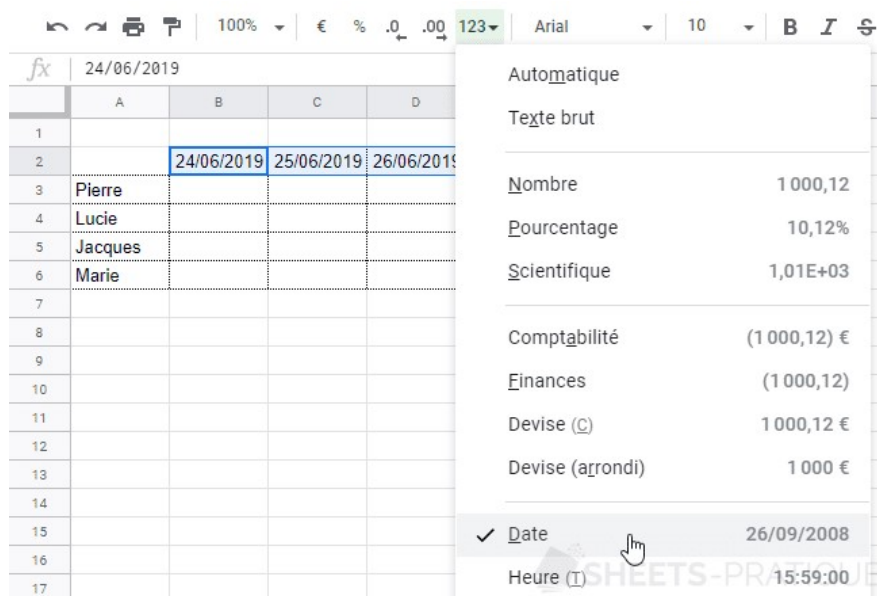 100% € % .0 .00 123 Arial 10 B I S
fx 24/06/2019
A B C D
1
2 24/06/2019 25/06/2019 26/06/2019
3 Pierre
4 Lucie
5 Jacques
6 Marie
7
8
9
10
11
12
13
14
15
16
17
Automatique
Texte brut
Nombre 1 000,12
Pourcentage 10,12%
Scientifique 1,01E+03
Comptabilité (1 000,12) €
Finances (1 000,12)
Devise (C) 1 000,12 €
Devise (arrondi) 1 000 €
Date 26/09/2008
Heure (T) 15:59:00
SHEETS-PRATIQUE